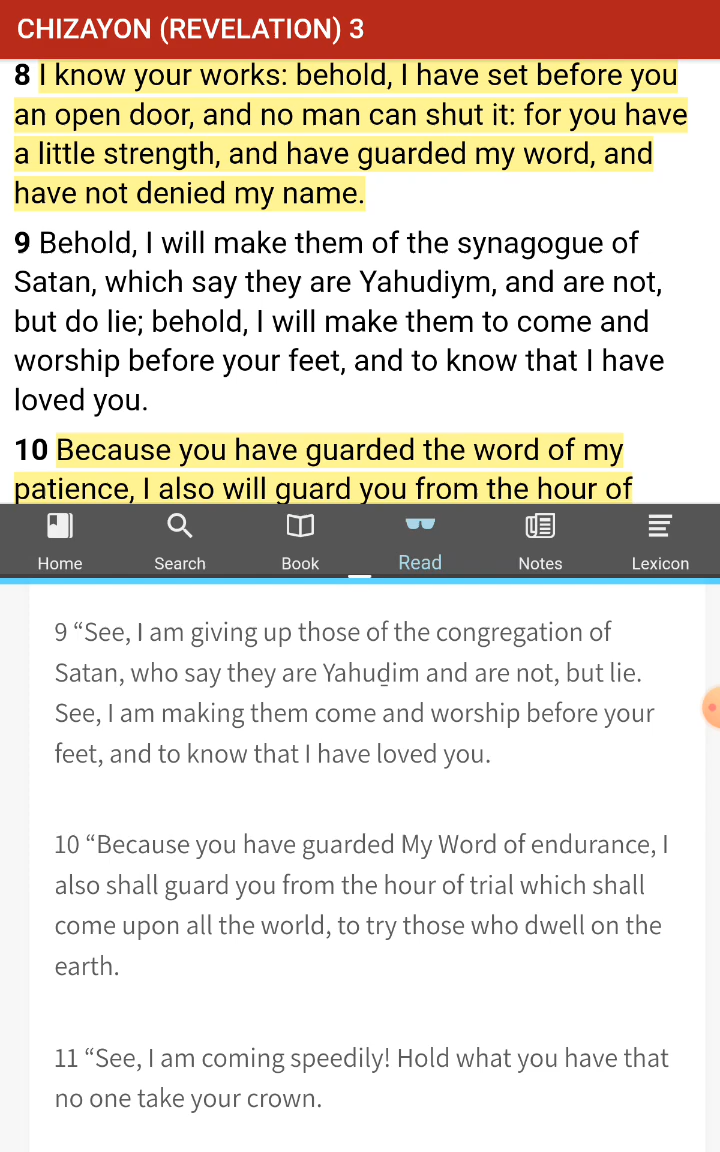 CHIZAYON (REVELATION) 3
8 I know your works: behold, I have set before you
an open door, and no man can shut it: for you have
a little strength, and have guarded my word, and
have not denied my name.
9 Behold, I will make them of the synagogue of
Satan, which say they are Yahudiym, and are not,
but do lie; behold, I will make them to come and
worship before your feet, and to know that I have
loved you.
10 Because you have guarded the word of my
patience, I also will guard you from the hour of
Home Search Book Read Notes Lexicon
9 “See, I am giving up those of the congregation of
Satan, who say they are Yahuḏim and are not, but lie.
See, I am making them come and worship before your
feet, and to know that I have loved you.
10 “Because you have guarded My Word of endurance, I
also shall guard you from the hour of trial which shall
come upon all the world, to try those who dwell on the
earth.
11 “See, I am coming speedily! Hold what you have that
no one take your crown.